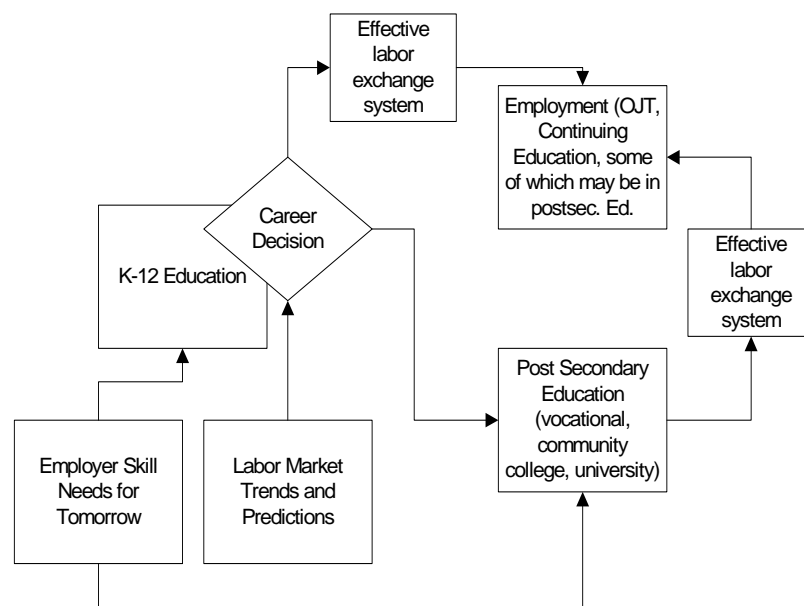 Effective
labor
exchange
system
Employment (OJT,
Continuing
Education, some
of which may be in
postsec. Ed.
Career
Decision
K-12 Education
Effective
labor
exchange
system
Post Secondary
Education
(vocational,
community
college, university)
Employer Skill
Needs for
Tomorrow
Labor Market
Trends and
Predictions